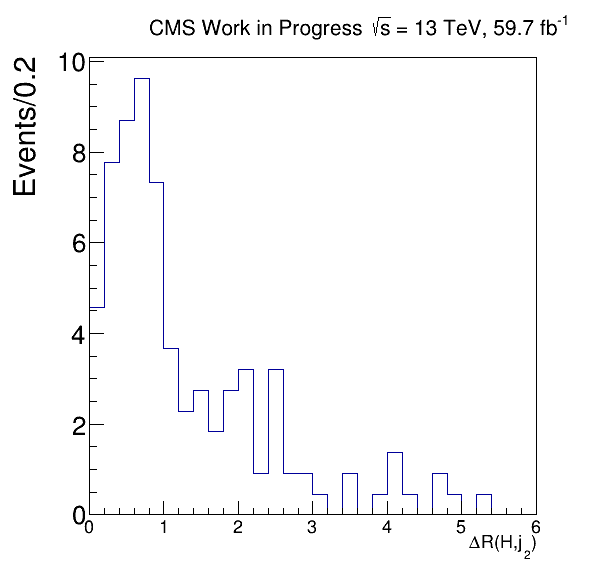 CMS Work in Progress √s = 13 TeV, 59.7 fb⁻¹
Events/0.2
10
8
6
4
2
0
0 1 2 3 4 5 6
ΔR(H,j₂)